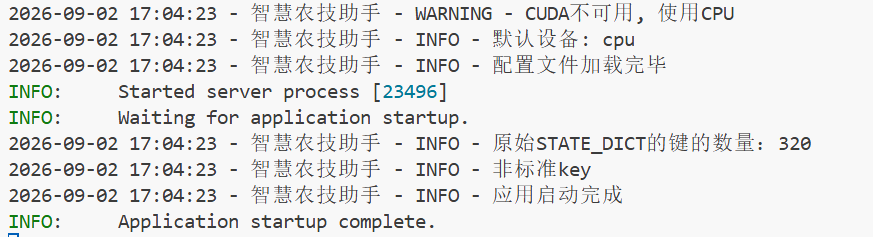 2026-09-02 17:04:23 - 智慧农技助手 - WARNING - CUDA不可用, 使用CPU
2026-09-02 17:04:23 - 智慧农技助手 - INFO - 默认设备: cpu
2026-09-02 17:04:23 - 智慧农技助手 - INFO - 配置文件加载完毕
INFO:     Started server process [23496]
INFO:     Waiting for application startup.
2026-09-02 17:04:23 - 智慧农技助手 - INFO - 原始STATE_DICT的键的数量：320
2026-09-02 17:04:23 - 智慧农技助手 - INFO - 非标准key
2026-09-02 17:04:23 - 智慧农技助手 - INFO - 应用启动完成
INFO:     Application startup complete.